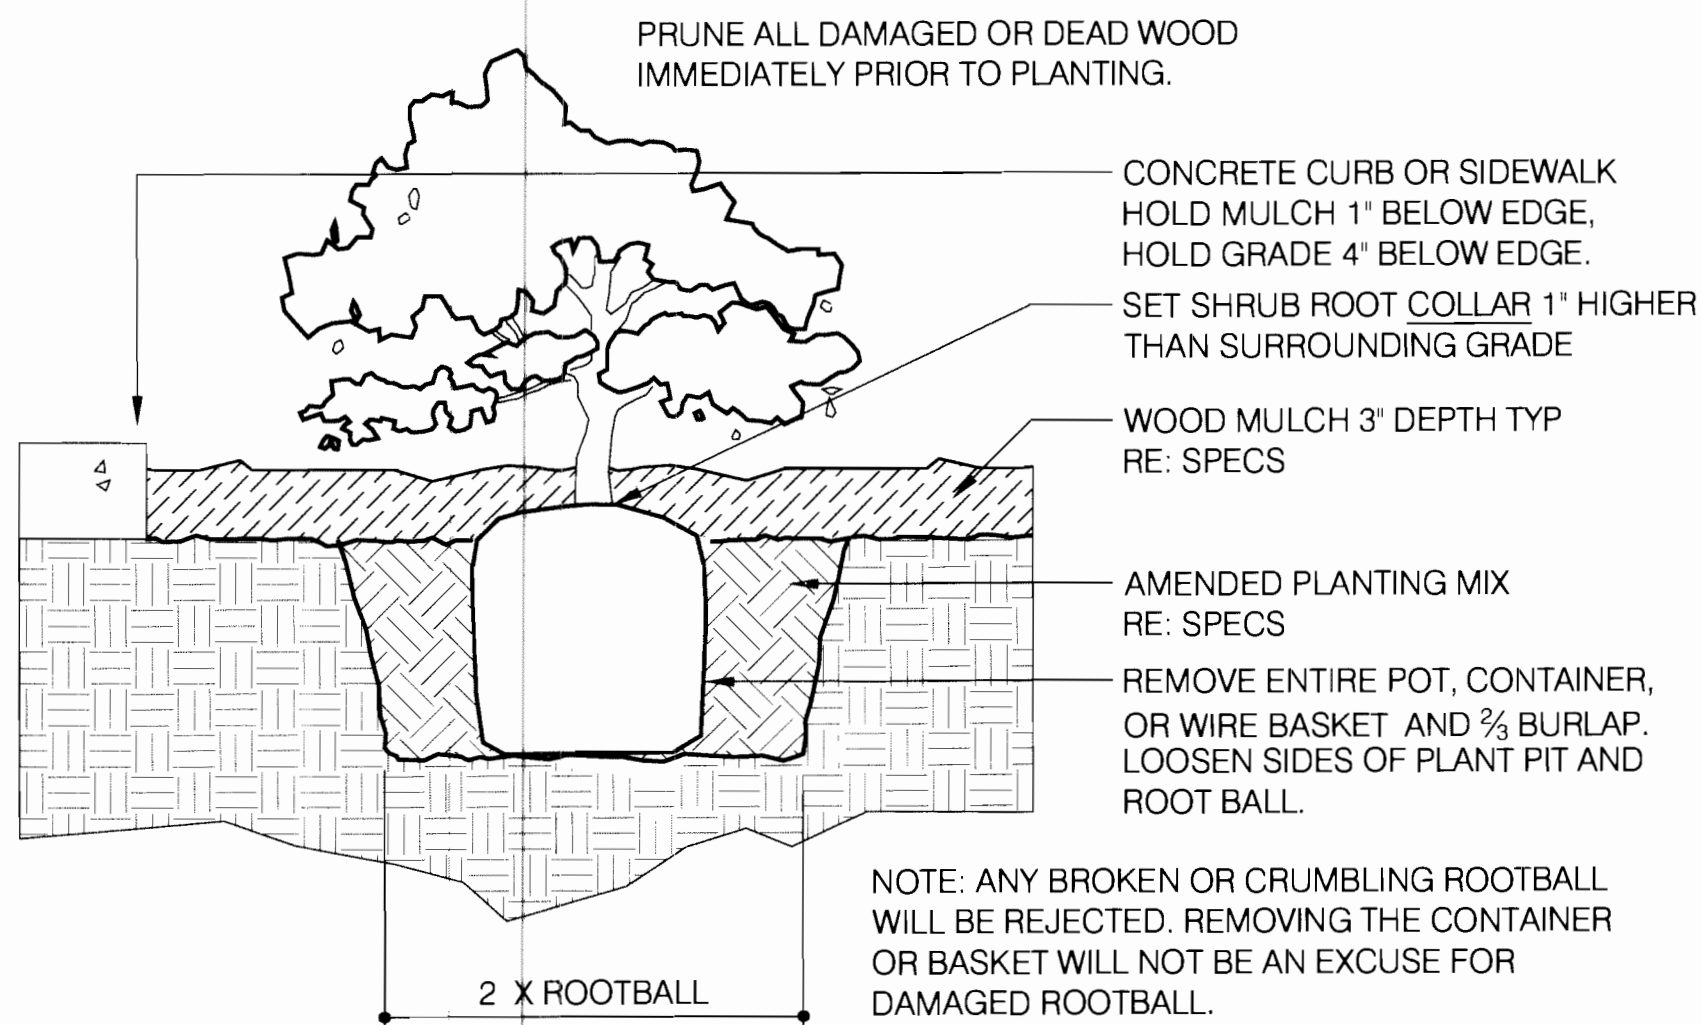 PRUNE ALL DAMAGED OR DEAD WOOD
IMMEDIATELY PRIOR TO PLANTING.
CONCRETE CURB OR SIDEWALK
HOLD MULCH 1" BELOW EDGE,
HOLD GRADE 4" BELOW EDGE.
SET SHRUB ROOT COLLAR 1" HIGHER
THAN SURROUNDING GRADE
WOOD MULCH 3" DEPTH TYP
RE: SPECS
AMENDED PLANTING MIX
RE: SPECS
REMOVE ENTIRE POT, CONTAINER,
OR WIRE BASKET AND ⅔ BURLAP.
LOOSEN SIDES OF PLANT PIT AND
ROOT BALL.
NOTE: ANY BROKEN OR CRUMBLING ROOTBALL
WILL BE REJECTED. REMOVING THE CONTAINER
OR BASKET WILL NOT BE AN EXCUSE FOR
DAMAGED ROOTBALL.
2 X ROOTBALL